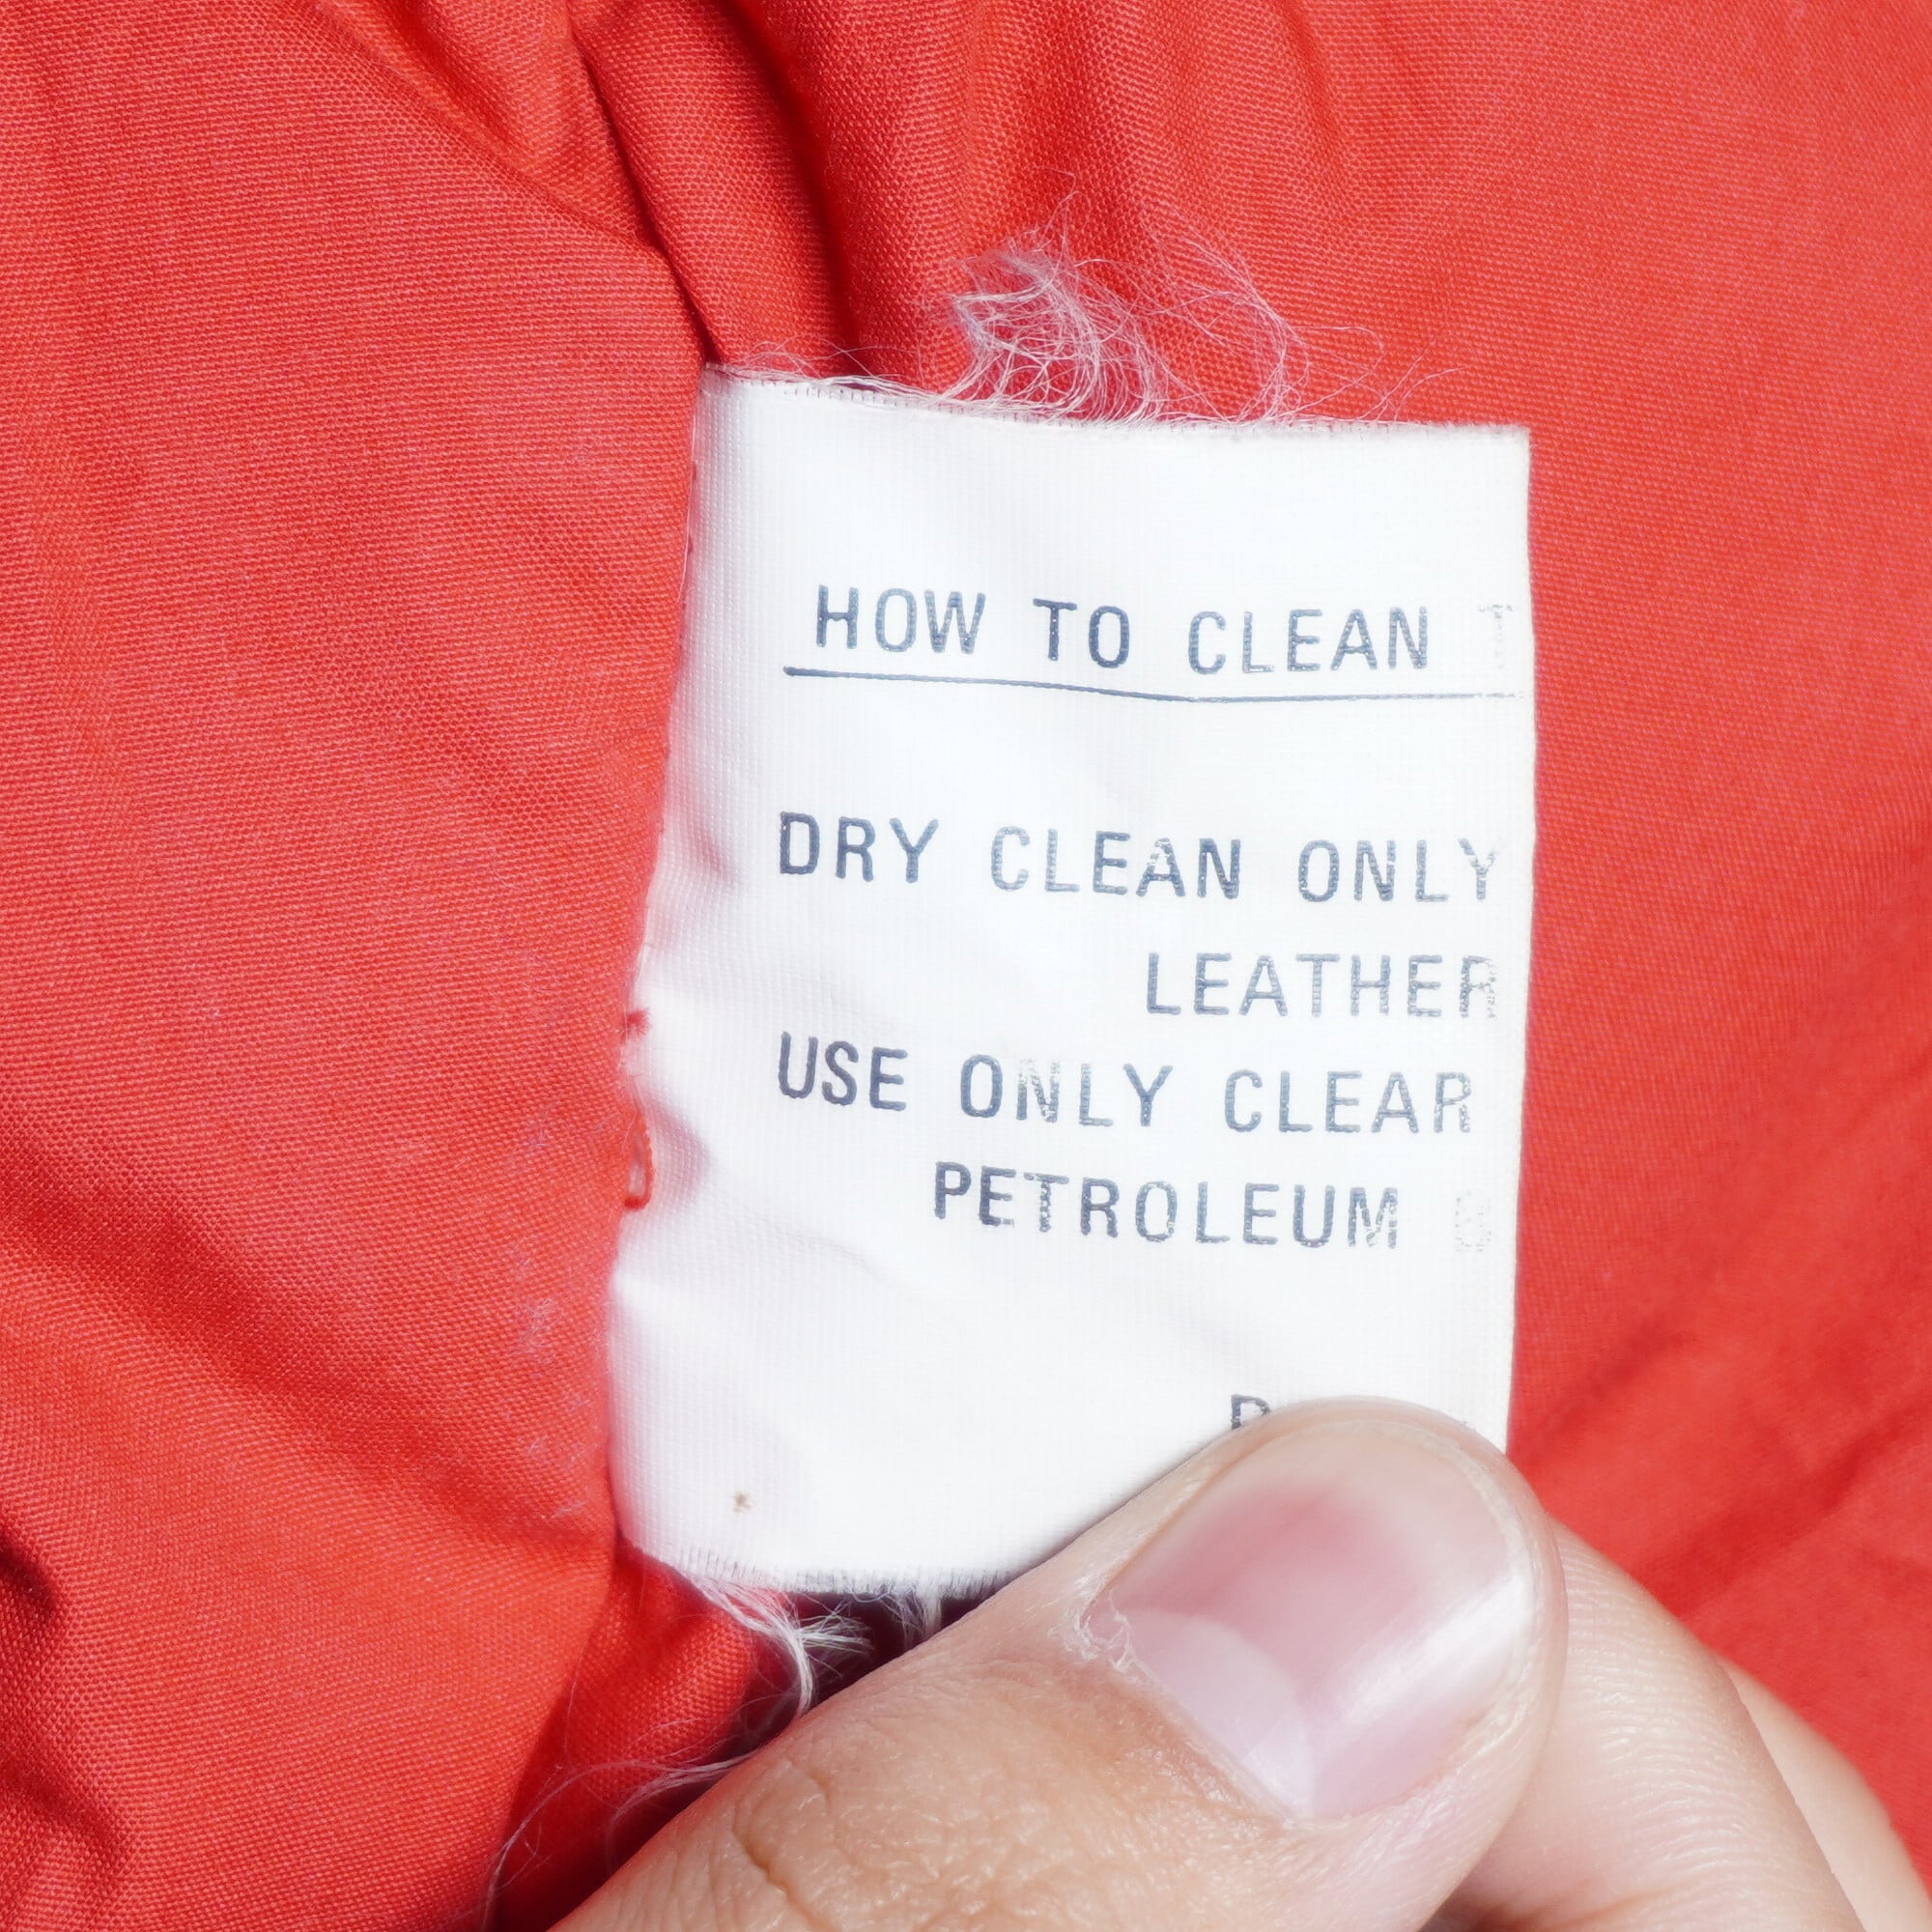 HOW TO CLEAN T
DRY CLEAN ONLY
LEATHER
USE ONLY CLEAR
PETROLEUM